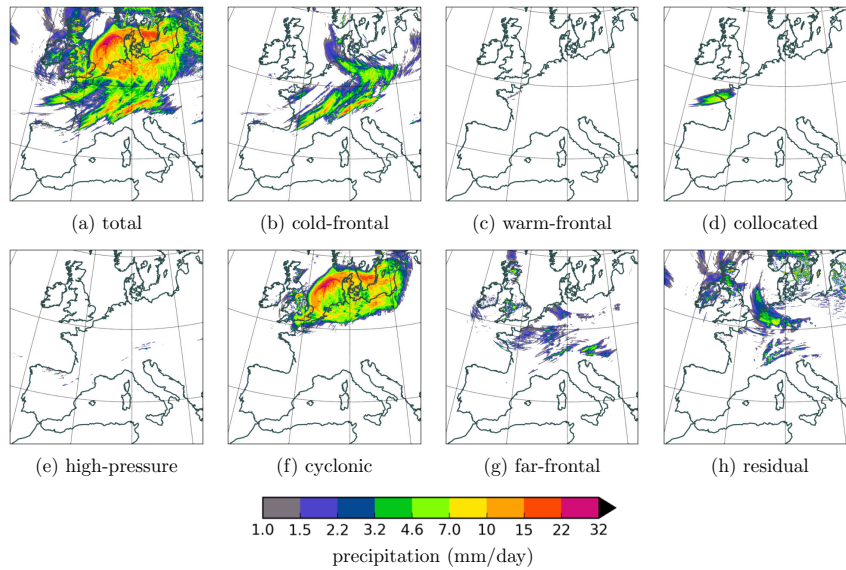 (a) total
(b) cold-frontal
(c) warm-frontal
(d) collocated
(e) high-pressure
(f) cyclonic
(g) far-frontal
(h) residual
1.0 1.5 2.2 3.2 4.6 7.0 10 15 22 32
precipitation (mm/day)